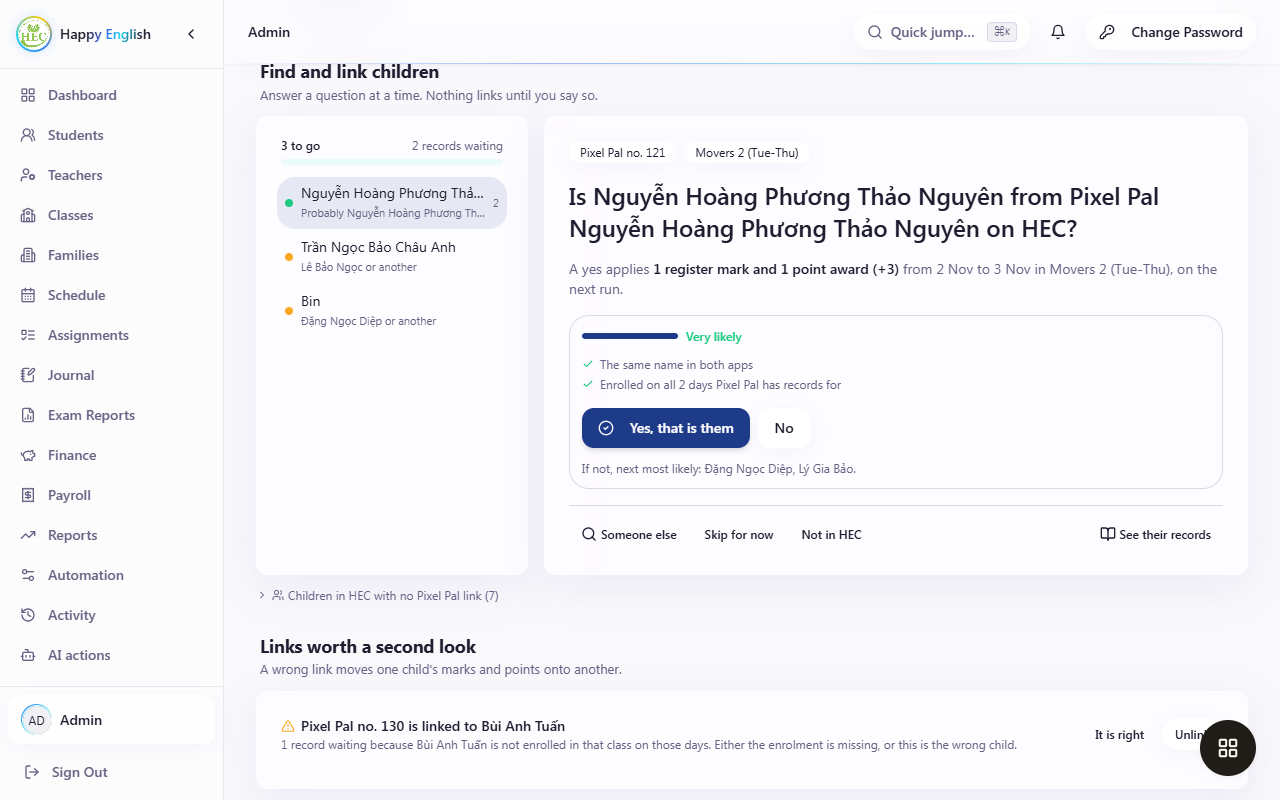 HEC
Happy English
Admin
Quick jump...
⌘K
Change Password
Dashboard
Students
Teachers
Classes
Families
Schedule
Assignments
Journal
Exam Reports
Finance
Payroll
Reports
Automation
Activity
AI actions
AD
Admin
Sign Out
Find and link children
Answer a question at a time. Nothing links until you say so.
3 to go
2 records waiting
Nguyễn Hoàng Phương Thả...
2
Probably Nguyễn Hoàng Phương Th...
Trần Ngọc Bảo Châu Anh
Lê Bảo Ngọc or another
Bin
Đặng Ngọc Diệp or another
Pixel Pal no. 121
Movers 2 (Tue-Thu)
Is Nguyễn Hoàng Phương Thảo Nguyên from Pixel Pal
Nguyễn Hoàng Phương Thảo Nguyên on HEC?
A yes applies 1 register mark and 1 point award (+3) from 2 Nov to 3 Nov in Movers 2 (Tue-Thu), on the
next run.
Very likely
The same name in both apps
Enrolled on all 2 days Pixel Pal has records for
Yes, that is them
No
If not, next most likely: Đặng Ngọc Diệp, Lý Gia Bảo.
Someone else
Skip for now
Not in HEC
See their records
Children in HEC with no Pixel Pal link (7)
Links worth a second look
A wrong link moves one child's marks and points onto another.
Pixel Pal no. 130 is linked to Bùi Anh Tuấn
1 record waiting because Bùi Anh Tuấn is not enrolled in that class on those days. Either the enrolment is missing, or this is the wrong child.
It is right